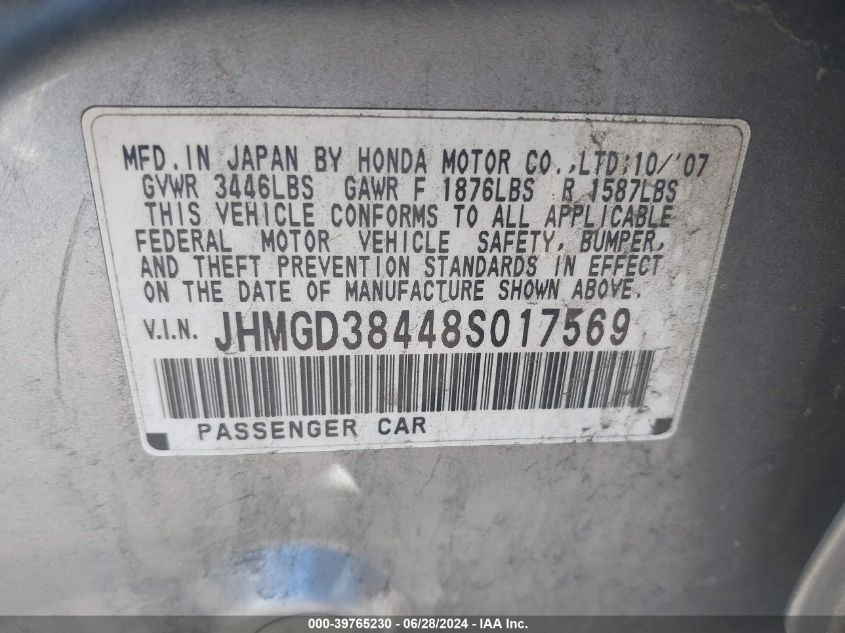 MFD.IN JAPAN BY HONDA MOTOR CO.,LTD;10/'07
GVWR 3446LBS GAWR F 1876LBS R 1587LBS
THIS VEHICLE CONFORMS TO ALL APPLICABLE
FEDERAL MOTOR VEHICLE SAFETY, BUMPER,
AND THEFT PREVENTION STANDARDS IN EFFECT
ON THE DATE OF MANUFACTURE SHOWN ABOVE.
V.I.N. JHMGD38448S017569
PASSENGER CAR
000-39765230 - 06/28/2024 - IAAI Inc.